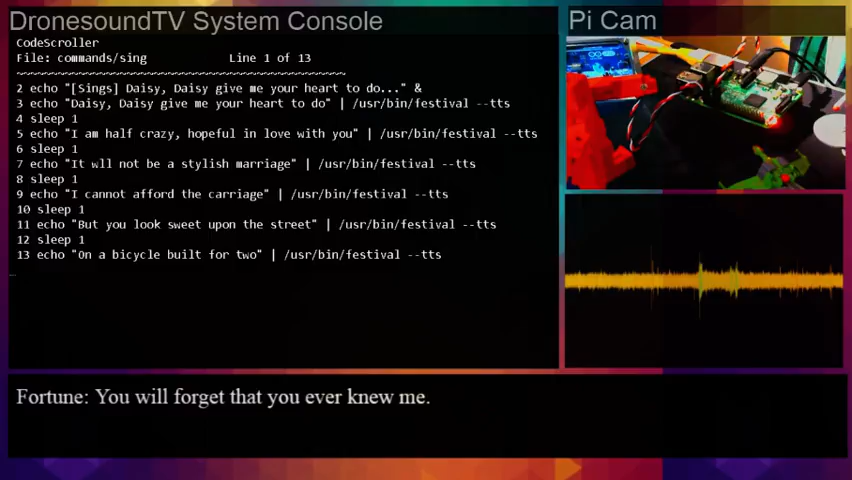 DronesoundTV System Console
Pi Cam
CodeScroller
File: commands/sing Line 1 of 13
~~~~~~~~~~~~~~~~~~~~~~~~~~~~~~~~~~~~~~~~~~~~~~~~
2 echo "[Sings] Daisy, Daisy give me your heart to do..." &
3 echo "Daisy, Daisy give me your heart to do" | /usr/bin/festival --tts
4 sleep 1
5 echo "I am half crazy, hopeful in love with you" | /usr/bin/festival --tts
6 sleep 1
7 echo "It wll not be a stylish marriage" | /usr/bin/festival --tts
8 sleep 1
9 echo "I cannot afford the carriage" | /usr/bin/festival --tts
10 sleep 1
11 echo "But you look sweet upon the street" | /usr/bin/festival --tts
12 sleep 1
13 echo "On a bicycle built for two" | /usr/bin/festival --tts
Fortune: You will forget that you ever knew me.